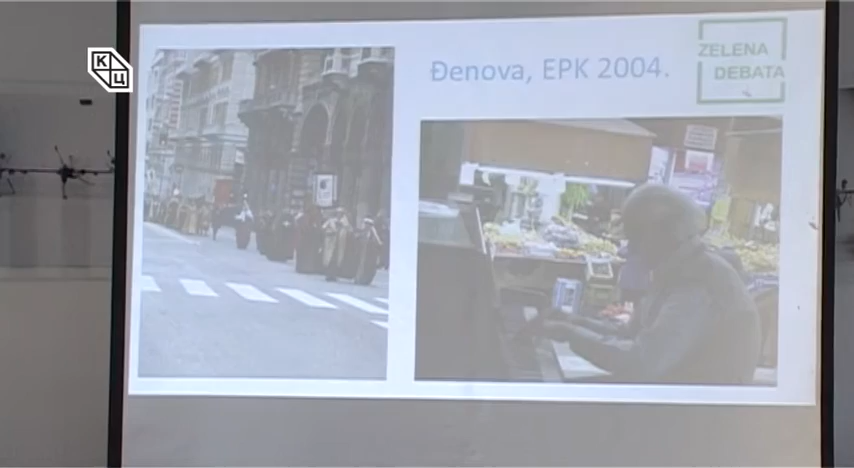 К
Ц
Đenova, EPK 2004.
ZELENA
DEBATA